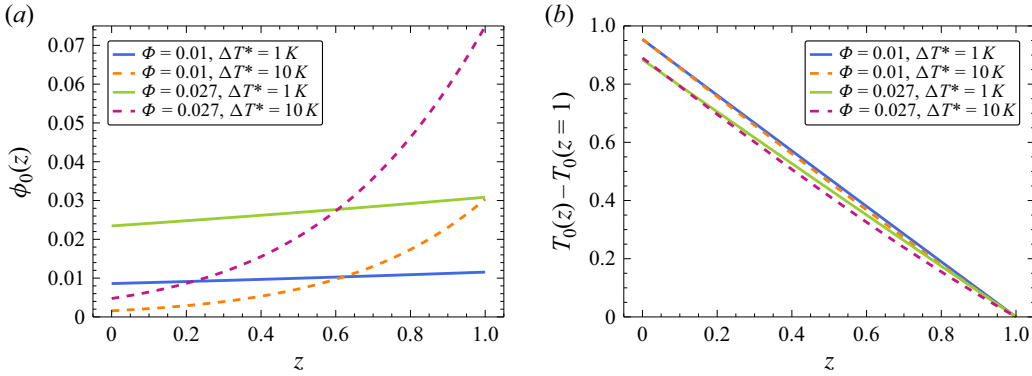 (a)
0.07
0.06
0.05
0.04
0.03
0.02
0.01
0
ϕ₀(z)
Φ = 0.01, ΔT* = 1 K
Φ = 0.01, ΔT* = 10 K
Φ = 0.027, ΔT* = 1 K
Φ = 0.027, ΔT* = 10 K
0 0.2 0.4 0.6 0.8 1.0
z
(b)
1.0
0.8
0.6
0.4
0.2
0
T₀(z) – T₀(z = 1)
Φ = 0.01, ΔT* = 1 K
Φ = 0.01, ΔT* = 10 K
Φ = 0.027, ΔT* = 1 K
Φ = 0.027, ΔT* = 10 K
0 0.2 0.4 0.6 0.8 1.0
z